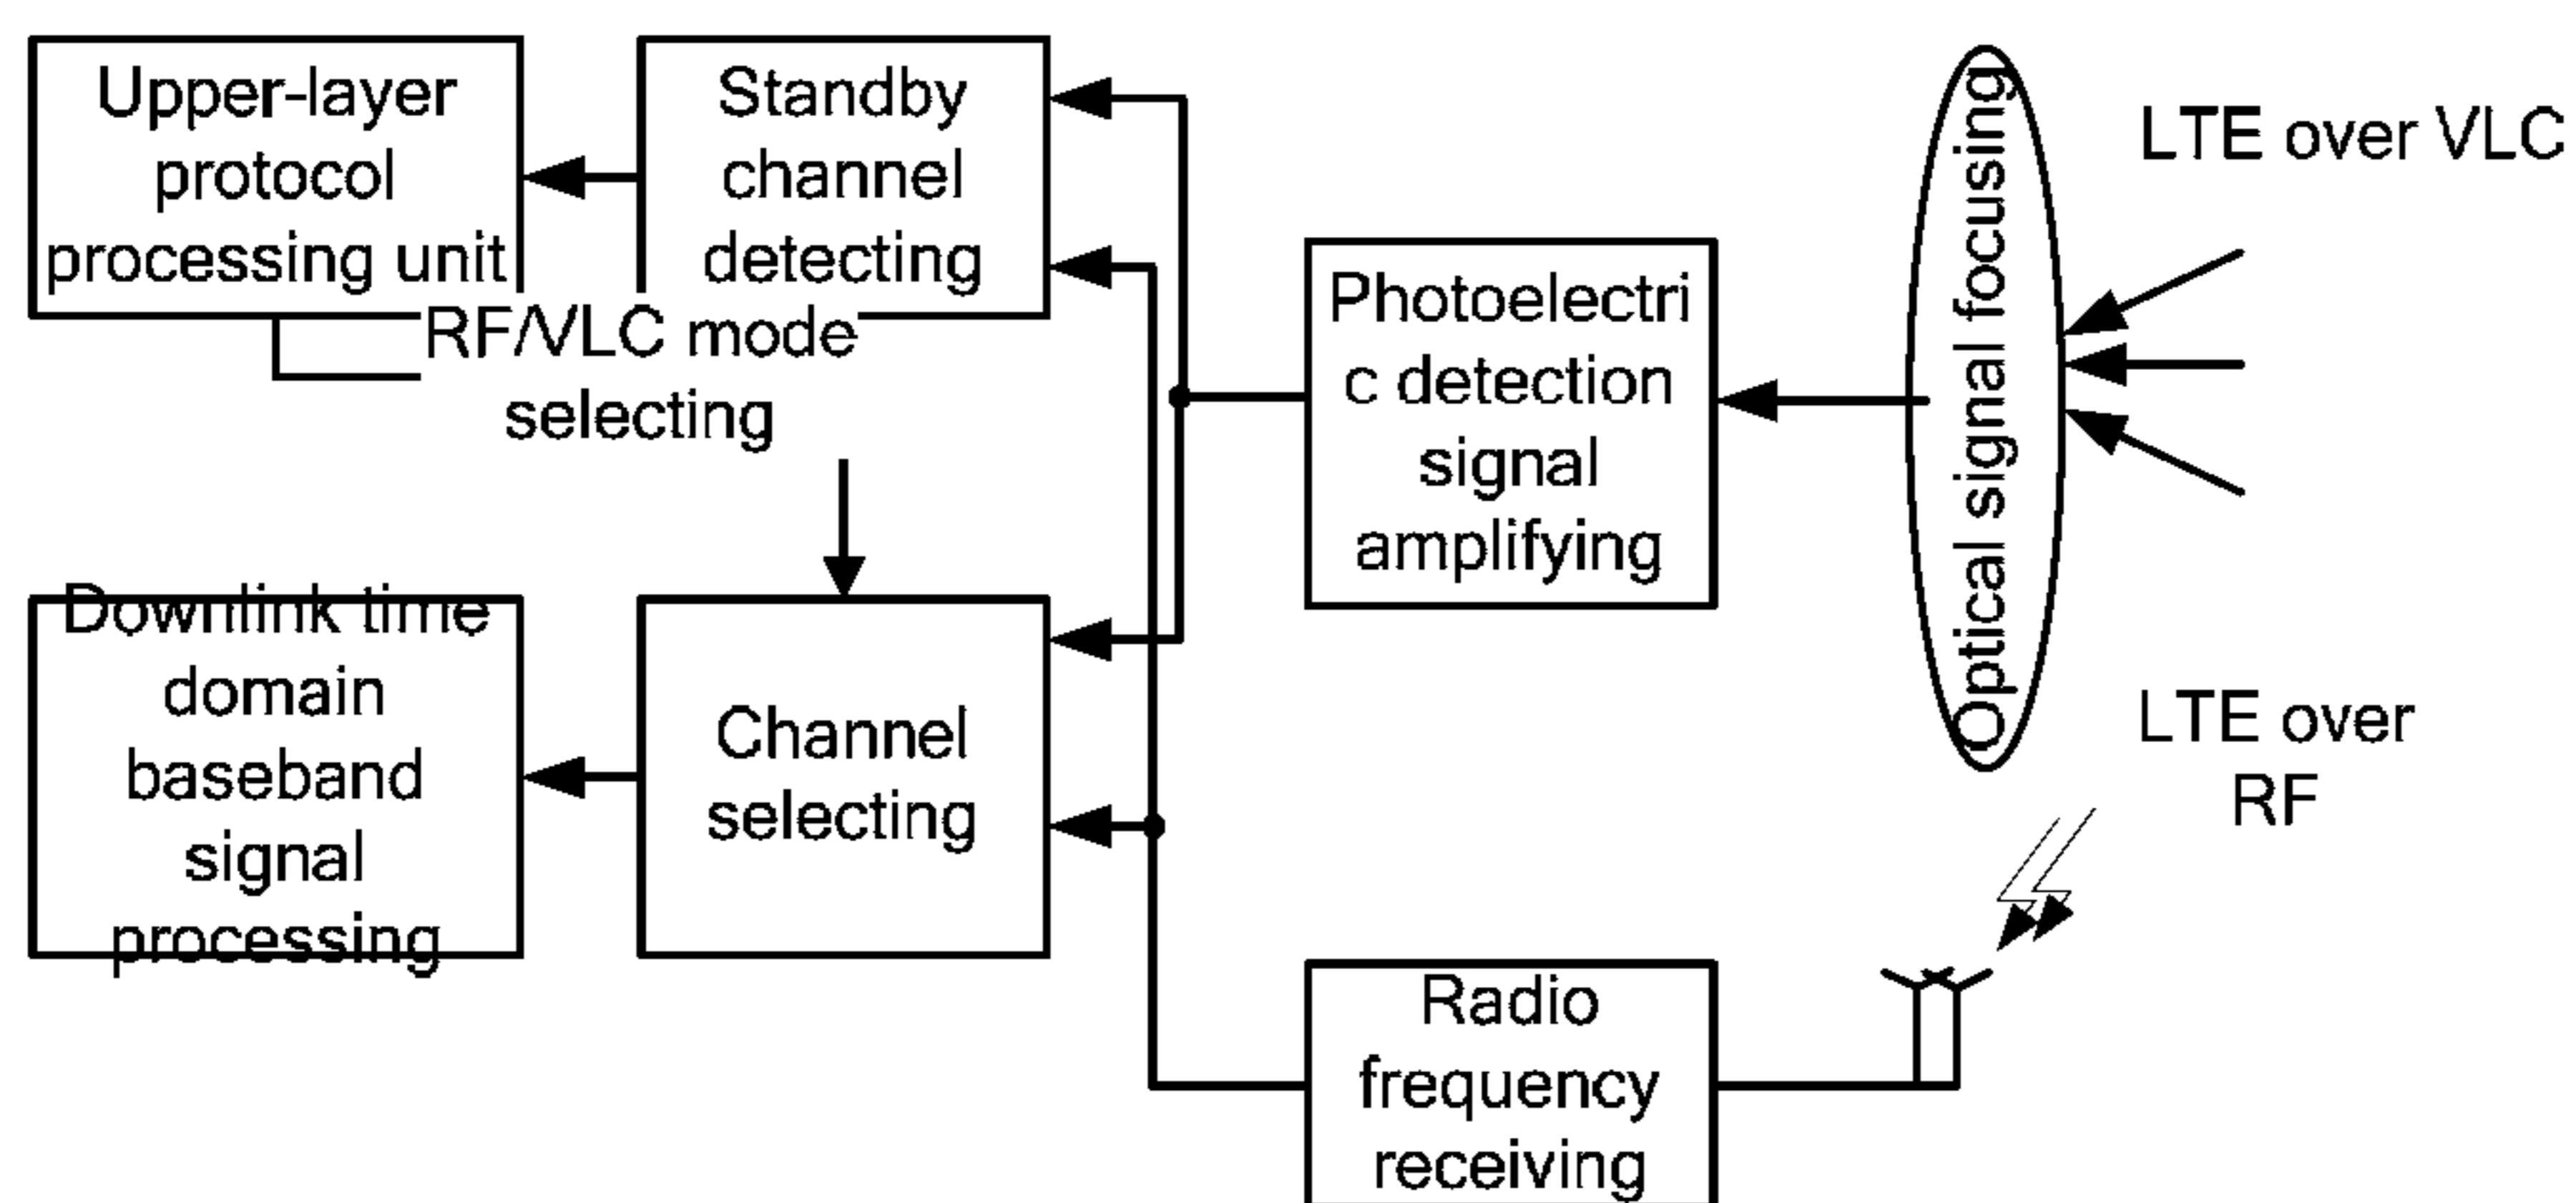 Upper-layer
protocol
processing unit
Standby
channel
detecting
RF/VLC mode
selecting
Photoelectri
c detection
signal
amplifying
Optical signal focusing
LTE over VLC
Downlink time
domain
baseband
signal
processing
Channel
selecting
LTE over
RF
Radio
frequency
receiving